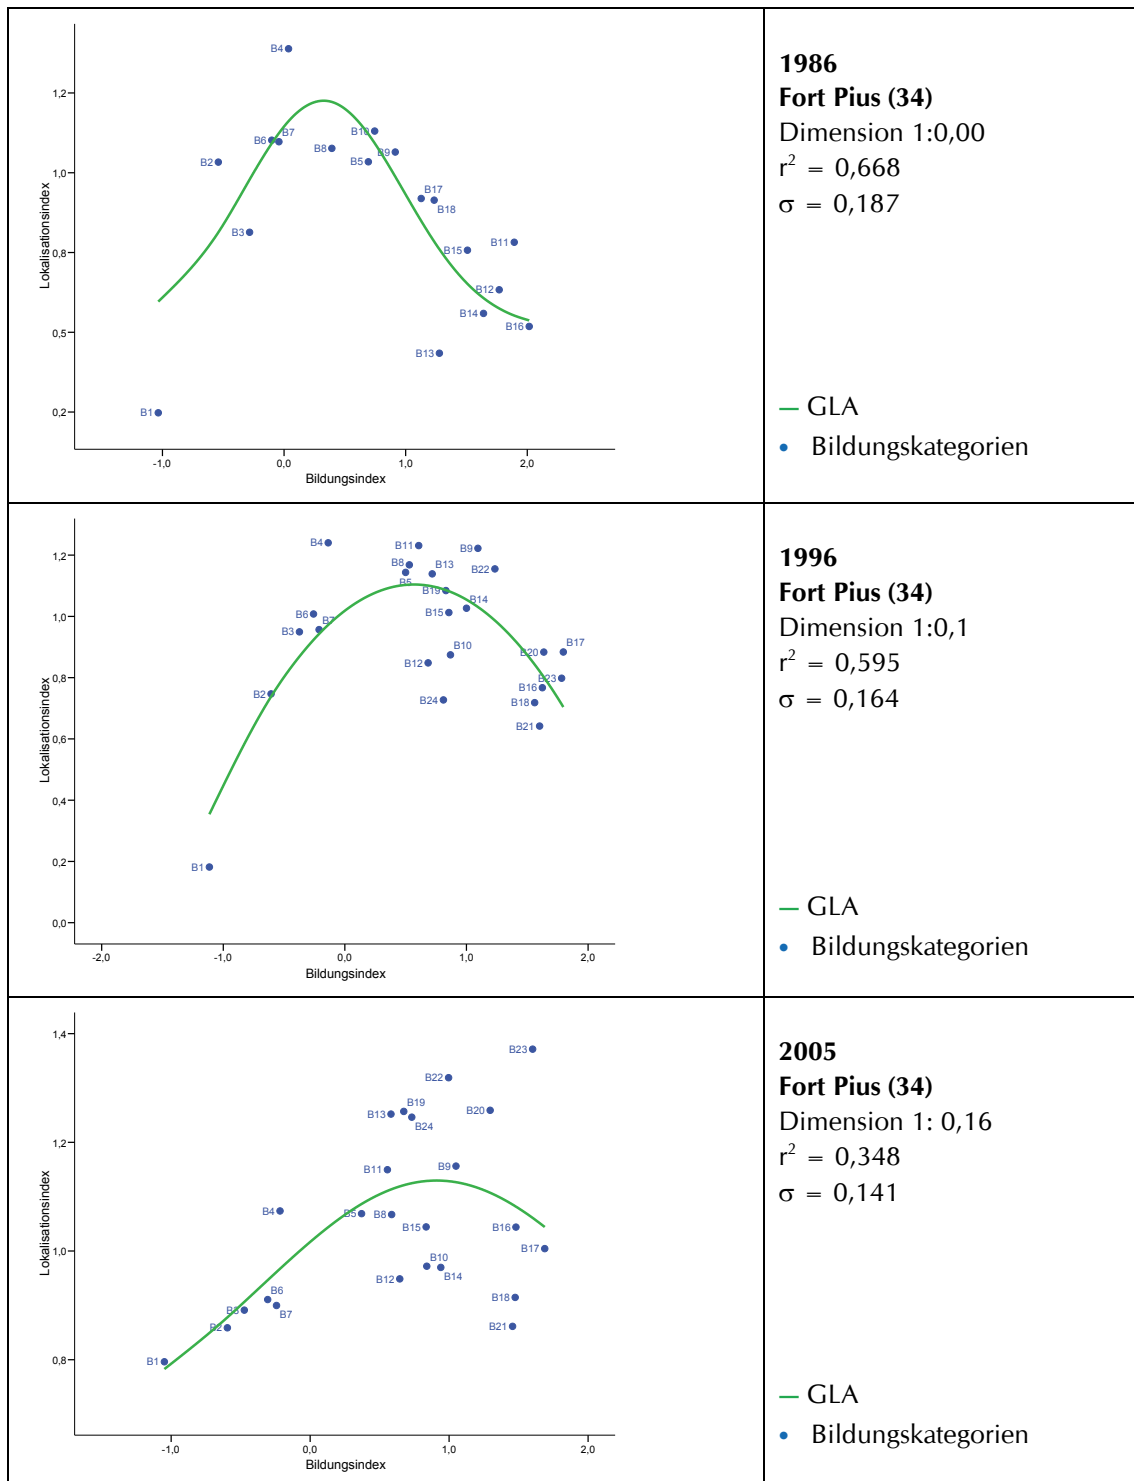 B4
1,2
B10
B6
B7
B8
B9
B2
B5
1,0
B17
B18
B3
B11
B15
0,8
B12
B14
B16
0,5
B13
B1
0,2
-1,0 0,0 1,0 2,0
Bildungsindex
Lokalisationsindex
1986
Fort Pius (34)
Dimension 1:0,00
r² = 0,668
σ = 0,187
GLA
Bildungskategorien
B4
B11
B9
1,2
B8
B13
B22
B5
B19
B14
B6
B15
1,0
B3
B7
B10
B17
B20
B12
B23
0,8
B16
B2
B24
B18
B21
0,6
0,4
B1
0,2
0,0
-2,0 -1,0 0,0 1,0 2,0
Bildungsindex
Lokalisationsindex
1996
Fort Pius (34)
Dimension 1:0,1
r² = 0,595
σ = 0,164
GLA
Bildungskategorien
1,4
B23
B22
B19
B13
B20
B24
1,2
B11
B9
B4
B5
B8
B15
B16
B17
1,0
B10
B14
B12
B6
B18
B3
B7
B2
B21
B1
0,8
-1,0 0,0 1,0 2,0
Bildungsindex
Lokalisationsindex
2005
Fort Pius (34)
Dimension 1: 0,16
r² = 0,348
σ = 0,141
GLA
Bildungskategorien